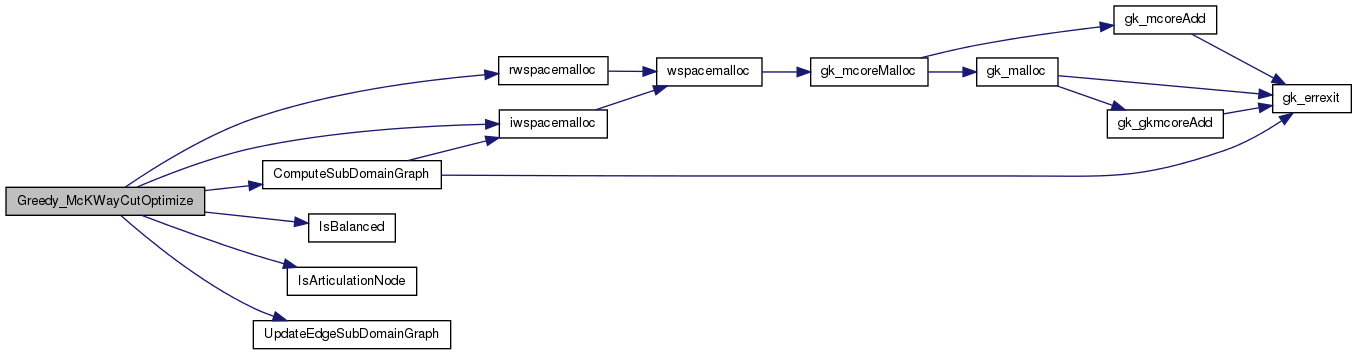 gk_mcoreAdd
rwspacemalloc
wspacemalloc
gk_mcoreMalloc
gk_malloc
gk_errexit
iwspacemalloc
gk_gkmcoreAdd
ComputeSubDomainGraph
Greedy_McKWayCutOptimize
IsBalanced
IsArticulationNode
UpdateEdgeSubDomainGraph